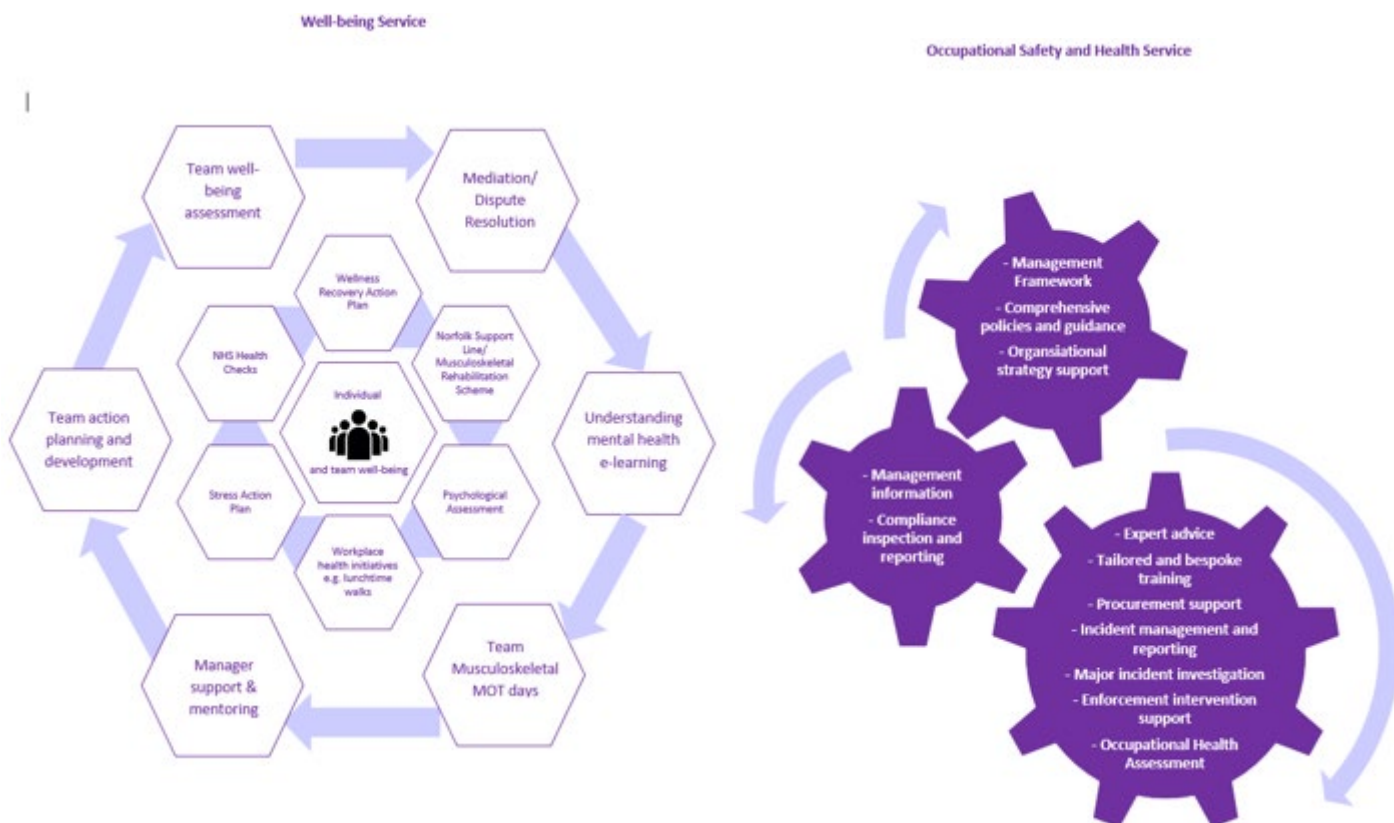 Well-being Service
Team well-
being
assessment
Mediation/
Dispute
Resolution
Wellness
Recovery Action
Plan
NHS Health
Checks
Norfolk Support
Line/
Musculoskeletal
Rehabilitation
Scheme
Individual
and team well-being
Team action
planning and
development
Understanding
mental health
e-learning
Stress Action
Plan
Psychological
Assessment
Workplace
health initiatives
e.g. lunchtime
walks
Manager
support &
mentoring
Team
Musculoskeletal
MOT days
Occupational Safety and Health Service
- Management
Framework
- Comprehensive
policies and guidance
- Organsiational
strategy support
- Management
information
- Compliance
inspection and
reporting
- Expert advice
- Tailored and bespoke
training
- Procurement support
- Incident management and
reporting
- Major incident investigation
- Enforcement intervention
support
- Occupational Health
Assessment